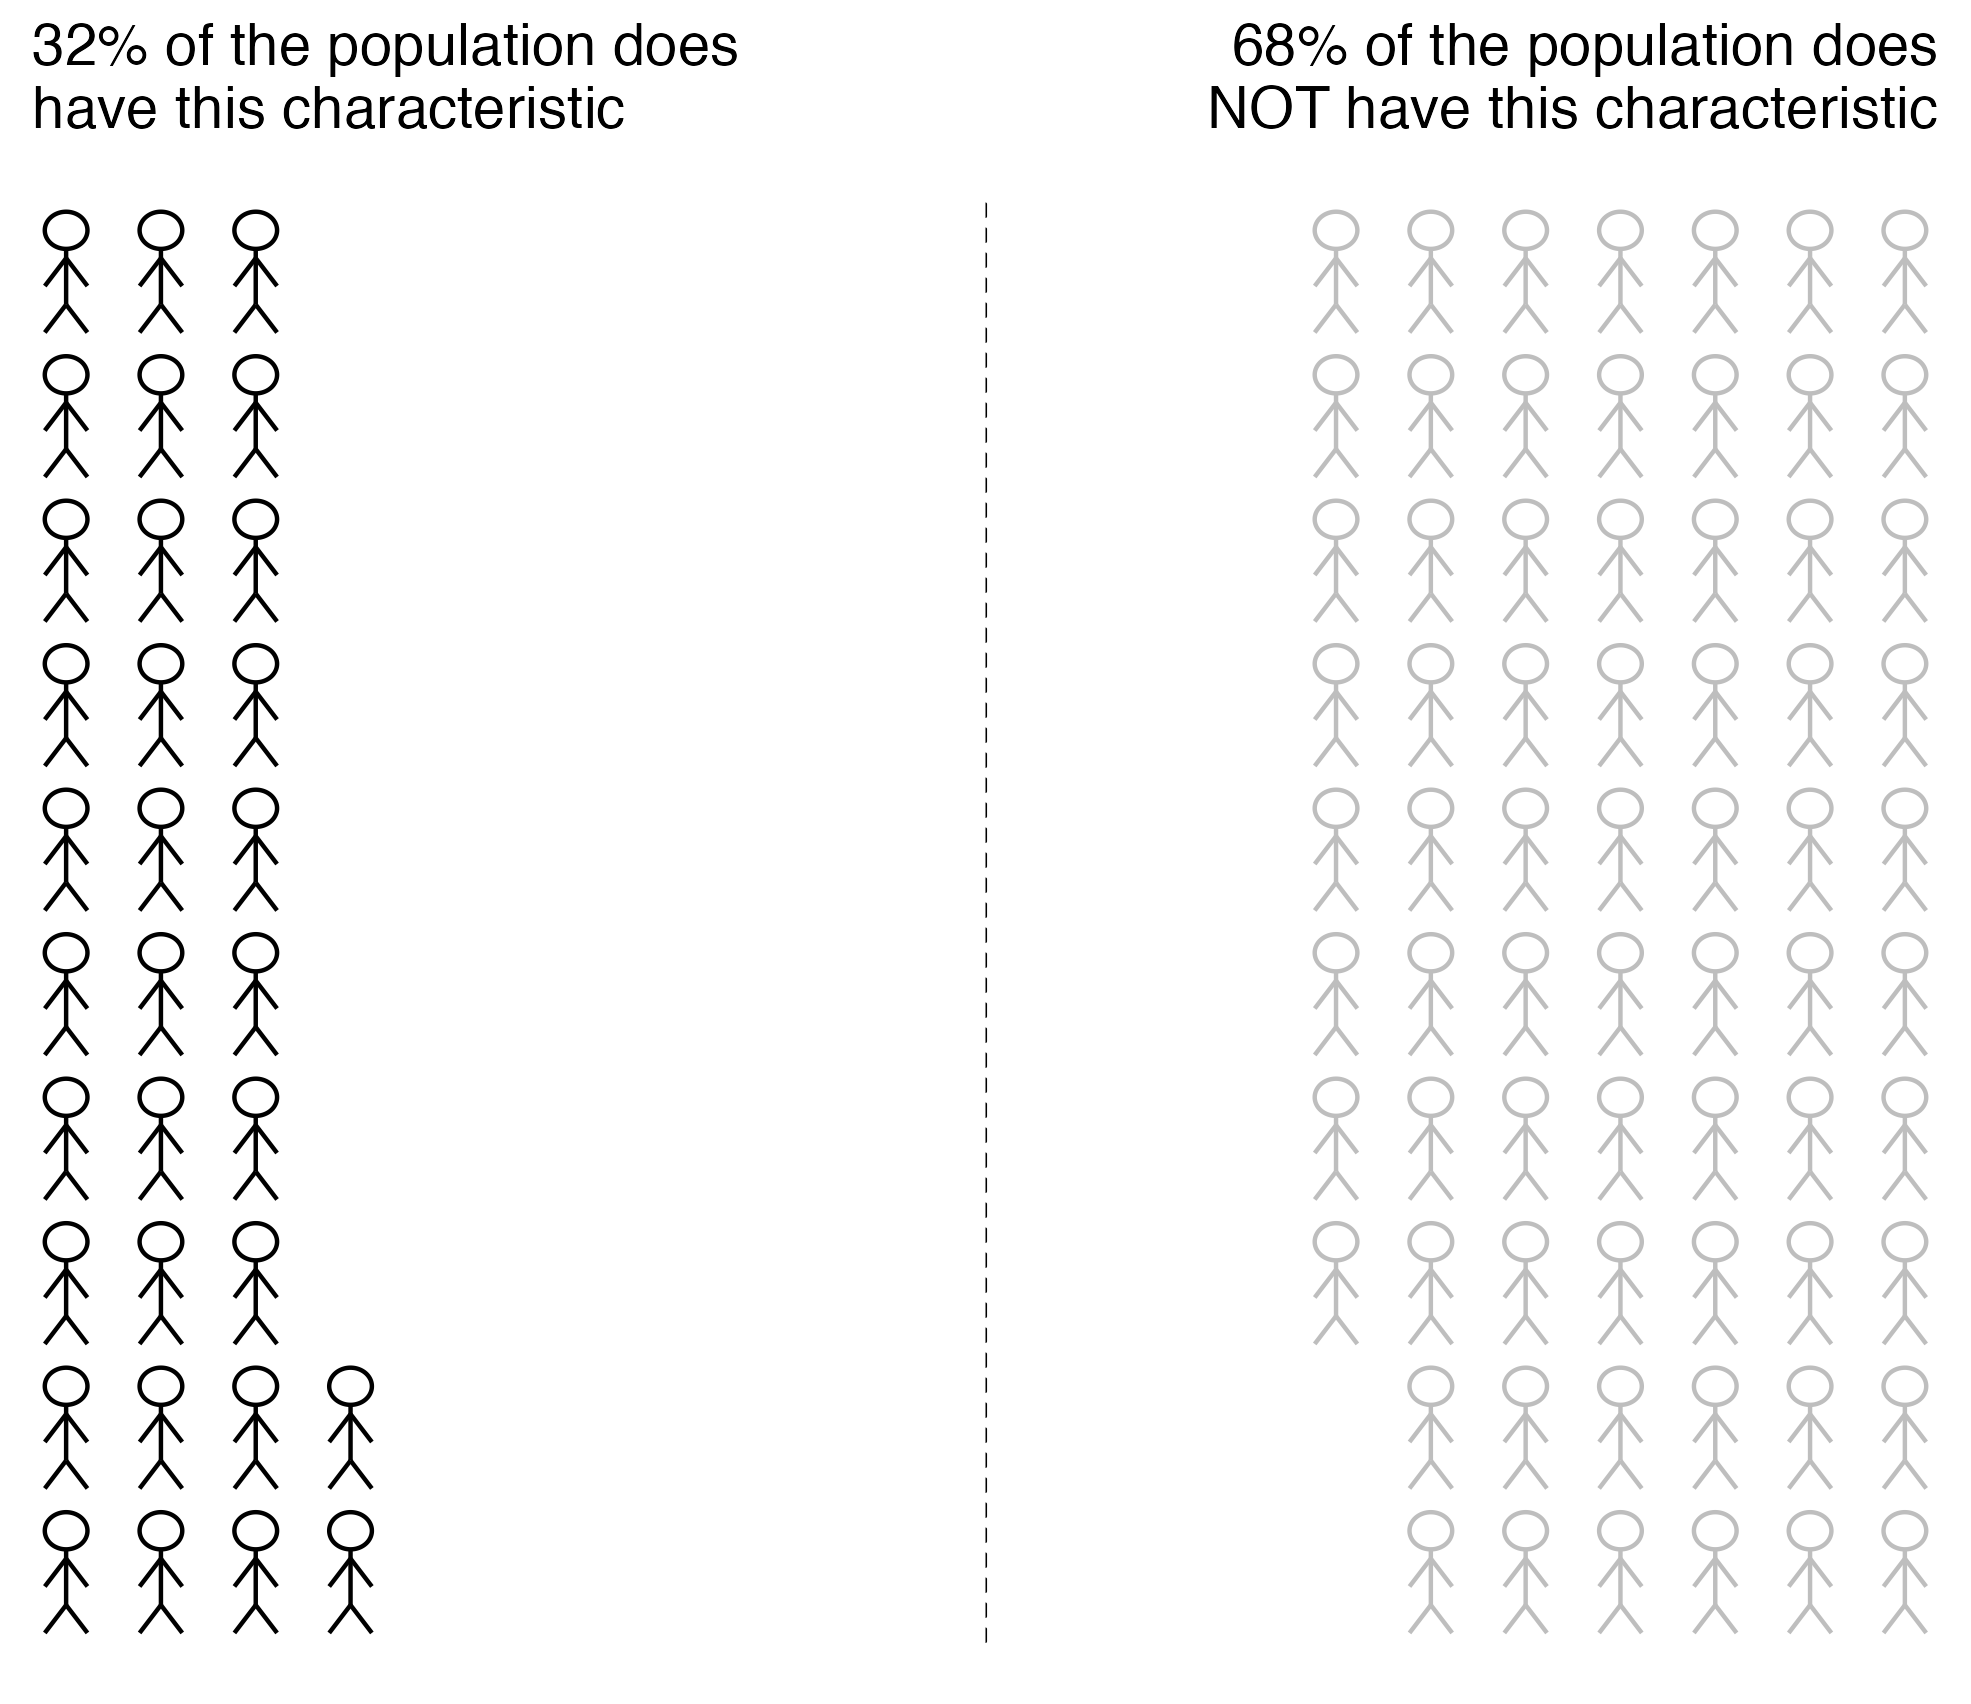 32% of the population does
have this characteristic
68% of the population does
NOT have this characteristic